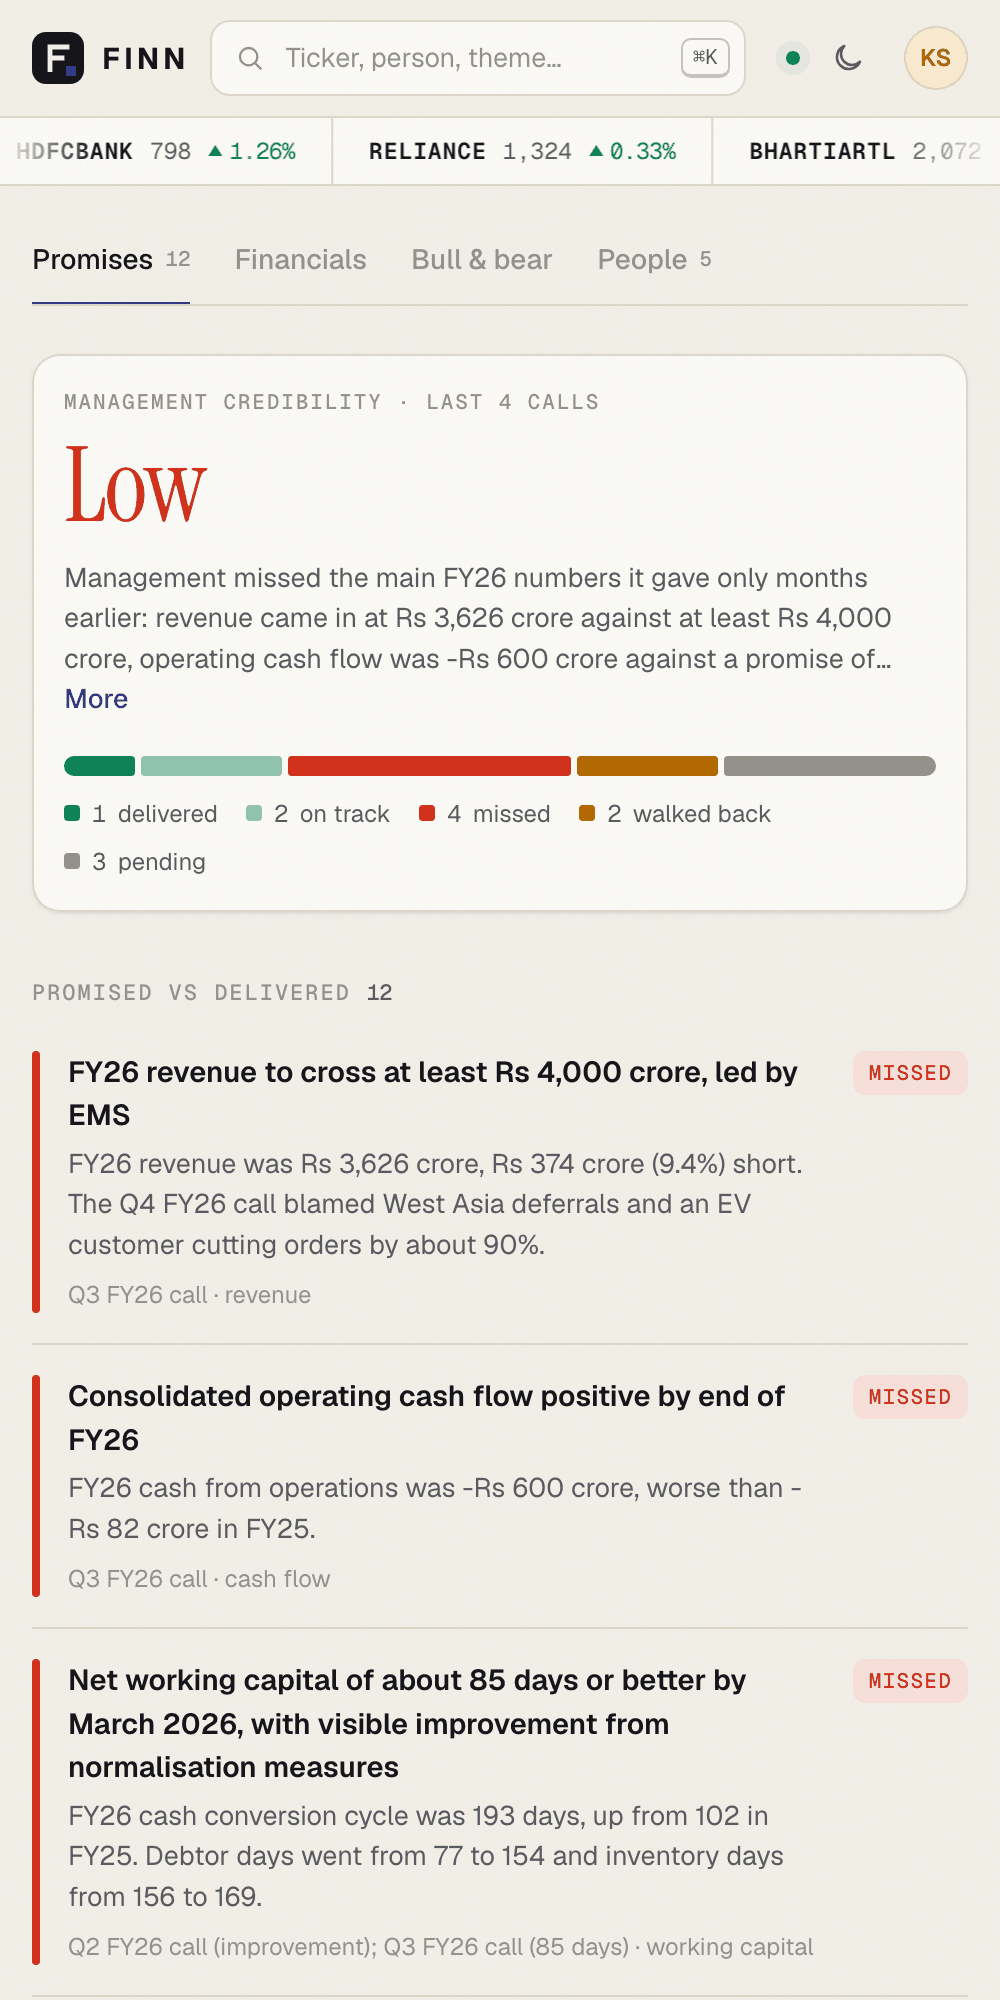 FINN
Ticker, person, theme...
⌘K
KS
HDFCBANK 798 ▲ 1.26%
RELIANCE 1,324 ▲ 0.33%
BHARTIARTL 2,072
Promises 12
Financials
Bull & bear
People 5
MANAGEMENT CREDIBILITY · LAST 4 CALLS
Low
Management missed the main FY26 numbers it gave only months
earlier: revenue came in at Rs 3,626 crore against at least Rs 4,000
crore, operating cash flow was -Rs 600 crore against a promise of...
More
1 delivered
2 on track
4 missed
2 walked back
3 pending
PROMISED VS DELIVERED 12
FY26 revenue to cross at least Rs 4,000 crore, led by
EMS
MISSED
FY26 revenue was Rs 3,626 crore, Rs 374 crore (9.4%) short.
The Q4 FY26 call blamed West Asia deferrals and an EV
customer cutting orders by about 90%.
Q3 FY26 call · revenue
Consolidated operating cash flow positive by end of
FY26
MISSED
FY26 cash from operations was -Rs 600 crore, worse than -
Rs 82 crore in FY25.
Q3 FY26 call · cash flow
Net working capital of about 85 days or better by
March 2026, with visible improvement from
normalisation measures
MISSED
FY26 cash conversion cycle was 193 days, up from 102 in
FY25. Debtor days went from 77 to 154 and inventory days
from 156 to 169.
Q2 FY26 call (improvement); Q3 FY26 call (85 days) · working capital